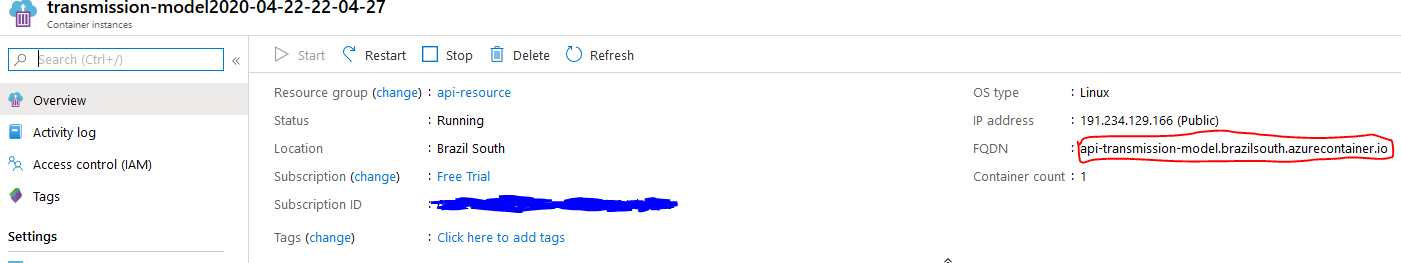 transmission-model2020-04-22-22-04-27
Container instances
Search (Ctrl+/)
«
Start
Restart
Stop
Delete
Refresh
Overview
Activity log
Access control (IAM)
Tags
Settings
Resource group (change) : api-resource
Status : Running
Location : Brazil South
Subscription (change) : Free Trial
Subscription ID :
Tags (change) : Click here to add tags
OS type : Linux
IP address : 191.234.129.166 (Public)
FQDN : api-transmission-model.brazilsouth.azurecontainer.io
Container count : 1